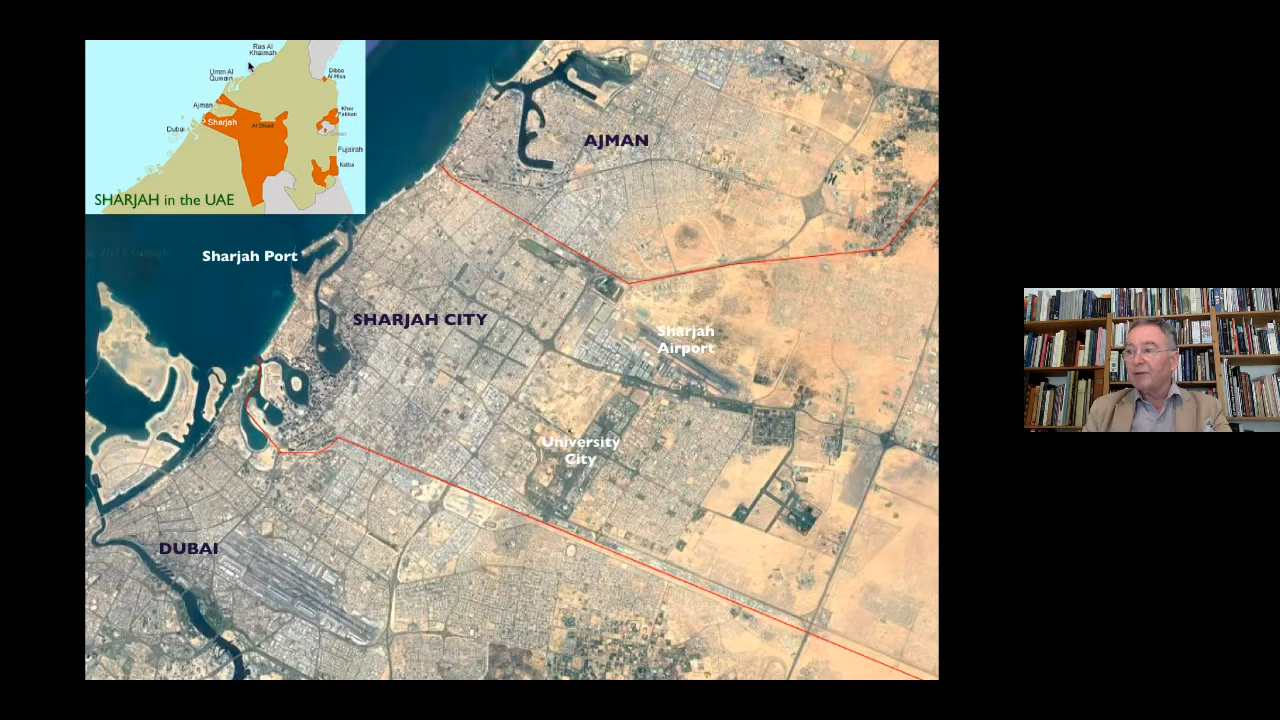 Ras Al
Khaimah
Umm Al
Quwain
Dibba
Al Hisn
Ajman
Khor
Fakkan
Sharjah
Al Dhaid
Dubai
Oman
Fujairah
Kalba
SHARJAH in the UAE
AJMAN
Sharjah Port
SHARJAH CITY
Sharjah
Airport
University
City
DUBAI